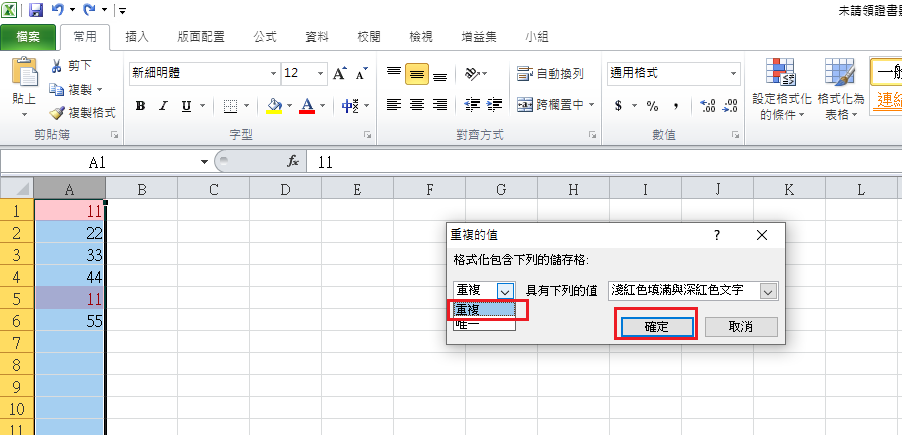 未請領證書
檔案 常用 插入 版面配置 公式 資料 校閱 檢視 增益集 小組
貼上
剪下
複製
複製格式
剪貼簿
新細明體 12 A A
B I U A 中
字型
自動換列
跨欄置中
對齊方式
通用格式
$ % , .00 .00
數值
設定格式化
的條件
格式化為
表格
一般
連結
A1 fx 11
A B C D E F G H I J K L
1 11
2 22
3 33
4 44
5 11
6 55
7
8
9
10
11
重複的值 ?
格式化包含下列的儲存格:
重複 具有下列的值 淺紅色填滿與深紅色文字
重複
唯一
確定 取消